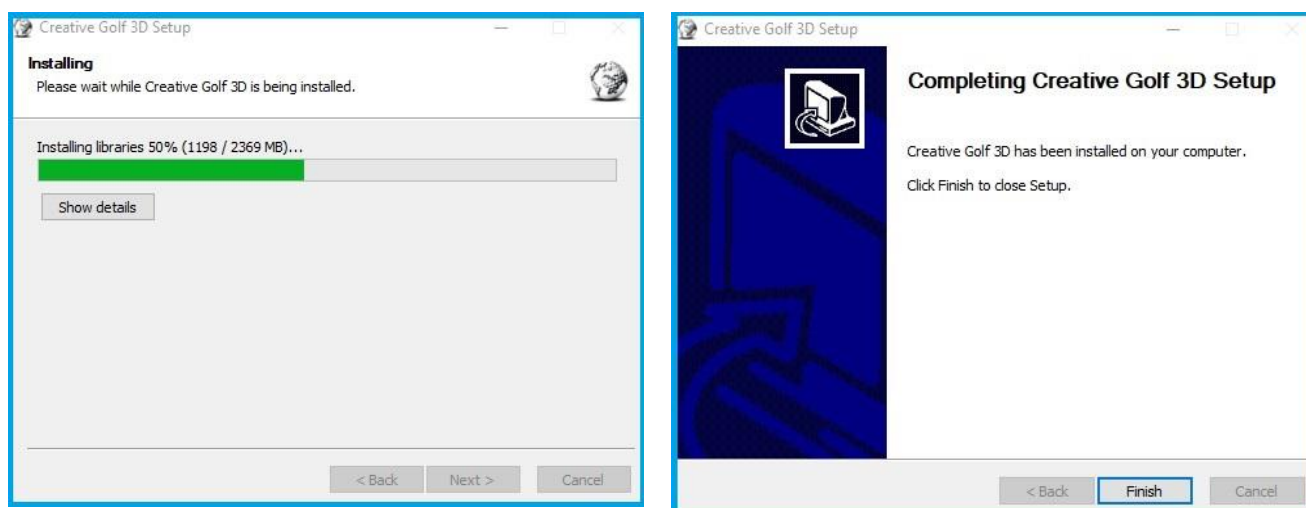 Creative Golf 3D Setup
Installing
Please wait while Creative Golf 3D is being installed.
Installing libraries 50% (1198 / 2369 MB)...
Show details
< Back Next > Cancel
Creative Golf 3D Setup
Completing Creative Golf 3D Setup
Creative Golf 3D has been installed on your computer.
Click Finish to close Setup.
< Back Finish Cancel